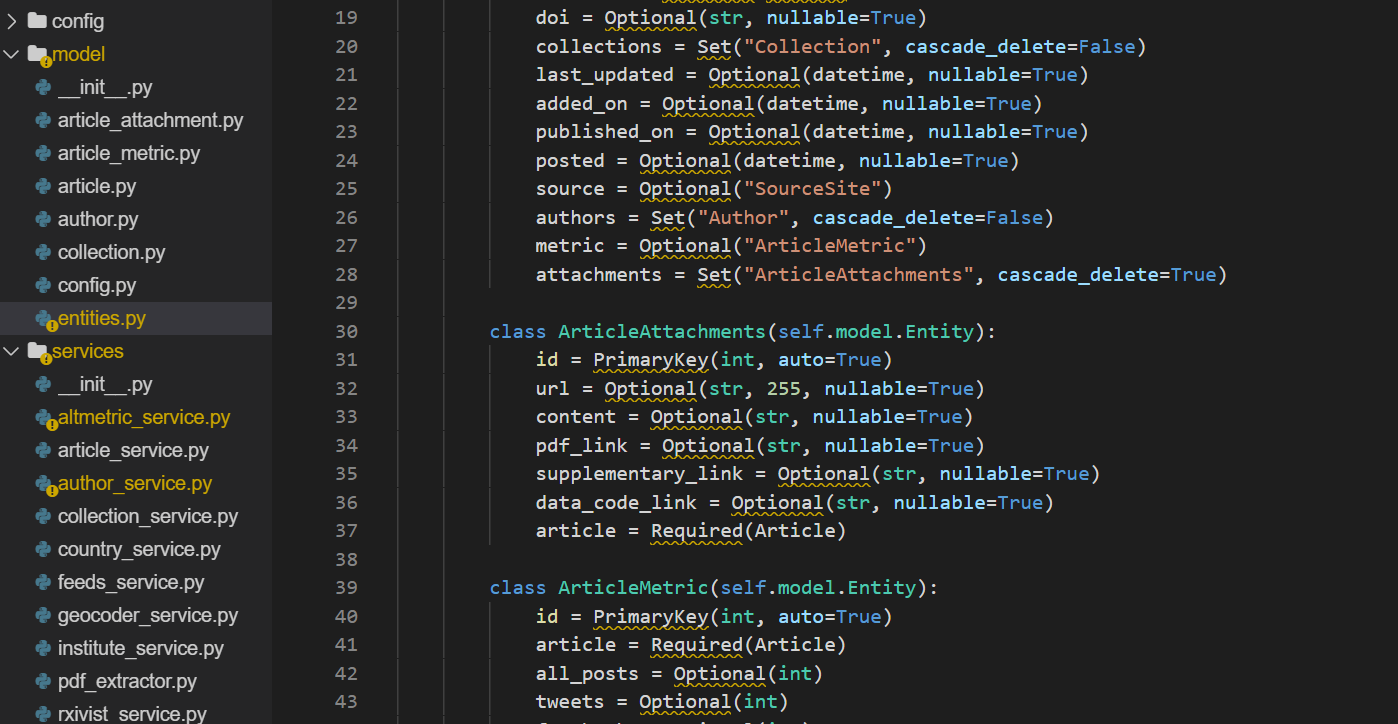 config
model
__init__.py
article_attachment.py
article_metric.py
article.py
author.py
collection.py
config.py
entities.py
services
__init__.py
altmetric_service.py
article_service.py
author_service.py
collection_service.py
country_service.py
feeds_service.py
geocoder_service.py
institute_service.py
pdf_extractor.py
rxivist_service.py
19 doi = Optional(str, nullable=True)
20 collections = Set("Collection", cascade_delete=False)
21 last_updated = Optional(datetime, nullable=True)
22 added_on = Optional(datetime, nullable=True)
23 published_on = Optional(datetime, nullable=True)
24 posted = Optional(datetime, nullable=True)
25 source = Optional("SourceSite")
26 authors = Set("Author", cascade_delete=False)
27 metric = Optional("ArticleMetric")
28 attachments = Set("ArticleAttachments", cascade_delete=True)
29
30 class ArticleAttachments(self.model.Entity):
31 id = PrimaryKey(int, auto=True)
32 url = Optional(str, 255, nullable=True)
33 content = Optional(str, nullable=True)
34 pdf_link = Optional(str, nullable=True)
35 supplementary_link = Optional(str, nullable=True)
36 data_code_link = Optional(str, nullable=True)
37 article = Required(Article)
38
39 class ArticleMetric(self.model.Entity):
40 id = PrimaryKey(int, auto=True)
41 article = Required(Article)
42 all_posts = Optional(int)
43 tweets = Optional(int)